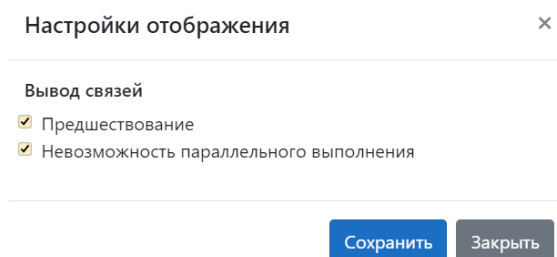 Настройки отображения ×
Вывод связей
Предшествование
Невозможность параллельного выполнения
Сохранить Закрыть